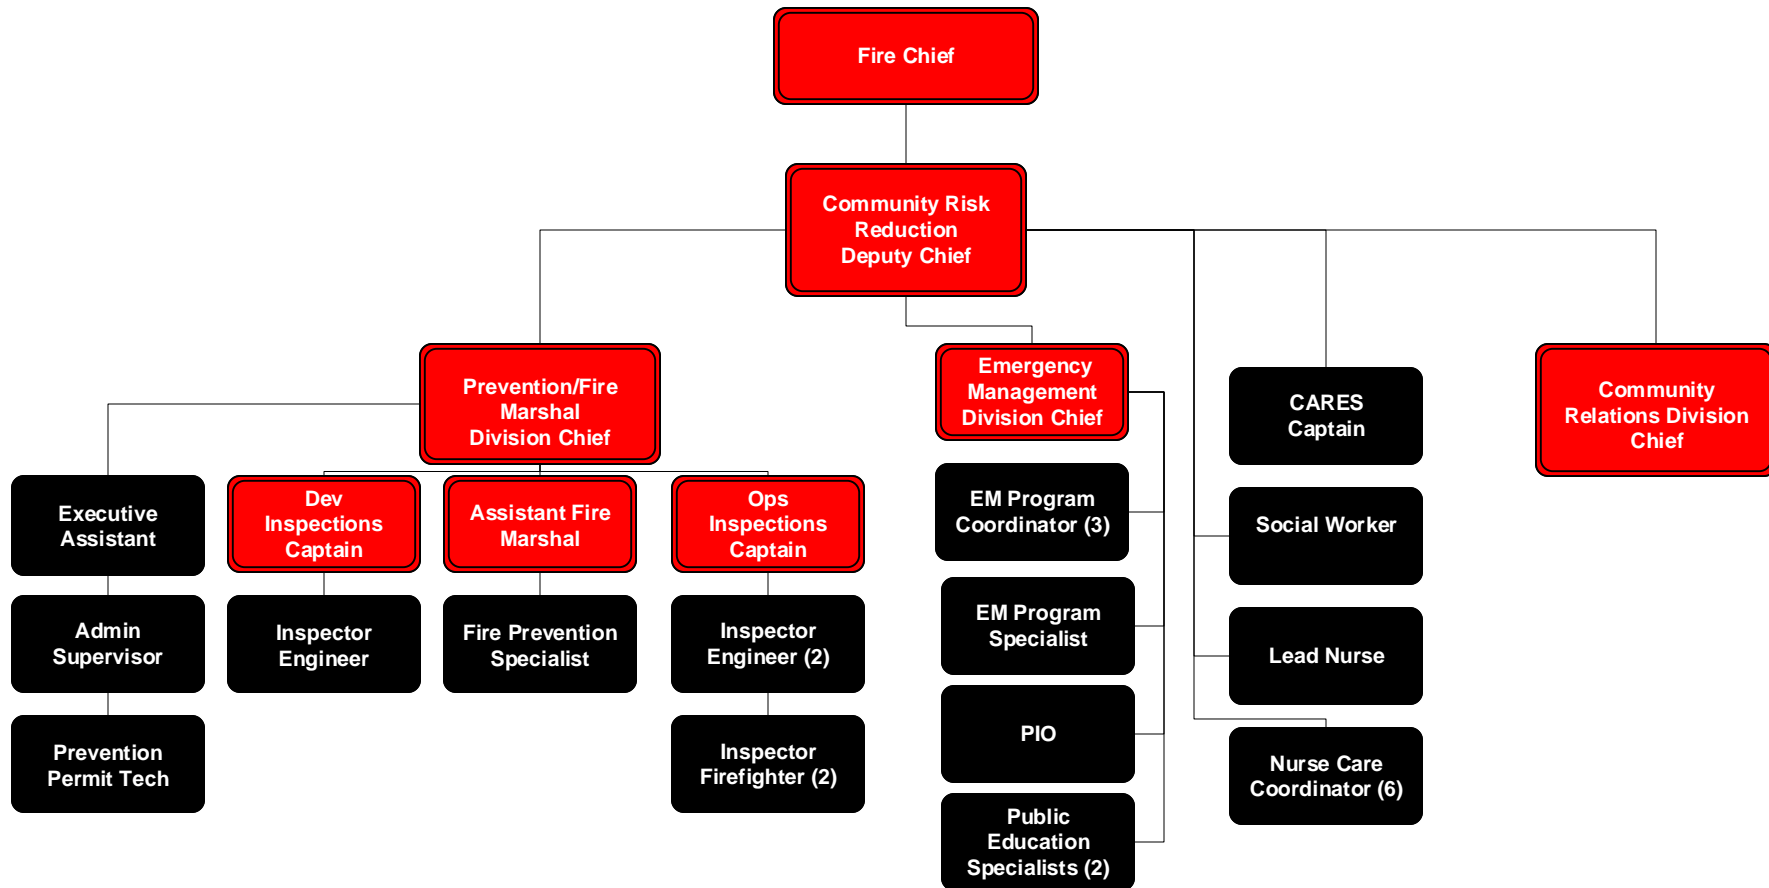 Fire Chief
Community Risk
Reduction
Deputy Chief
Prevention/Fire
Marshal
Division Chief
Emergency
Management
Division Chief
CARES
Captain
Community
Relations Division
Chief
Executive
Assistant
Dev
Inspections
Captain
Assistant Fire
Marshal
Ops
Inspections
Captain
EM Program
Coordinator (3)
Social Worker
Admin
Supervisor
Inspector
Engineer
Fire Prevention
Specialist
Inspector
Engineer (2)
EM Program
Specialist
Lead Nurse
Prevention
Permit Tech
Inspector
Firefighter (2)
PIO
Nurse Care
Coordinator (6)
Public
Education
Specialists (2)